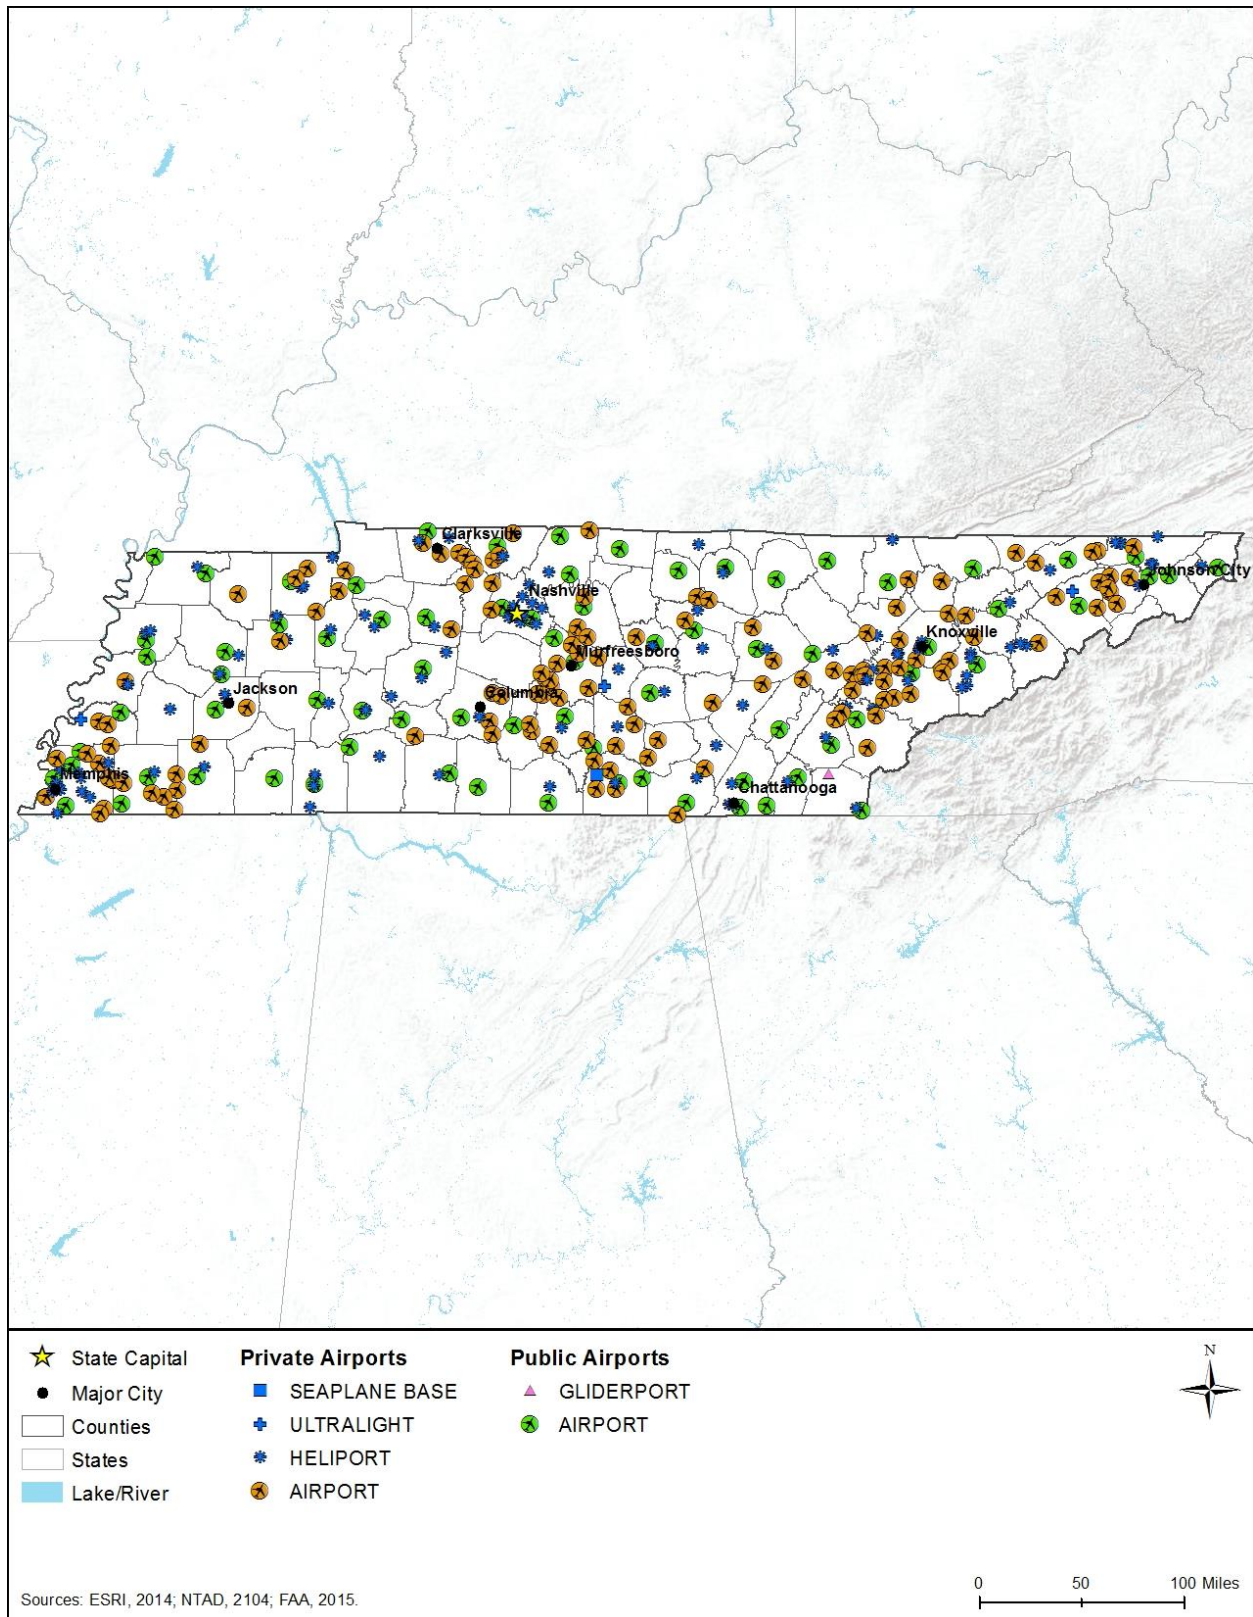 Clarksville
Nashville
Johnson City
Knoxville
Murfreesboro
Jackson
Columbia
Memphis
Chattanooga
State Capital
Major City
Counties
States
Lake/River
Private Airports
SEAPLANE BASE
ULTRALIGHT
HELIPORT
AIRPORT
Public Airports
GLIDERPORT
AIRPORT
N
0 50 100 Miles
Sources: ESRI, 2014; NTAD, 2104; FAA, 2015.